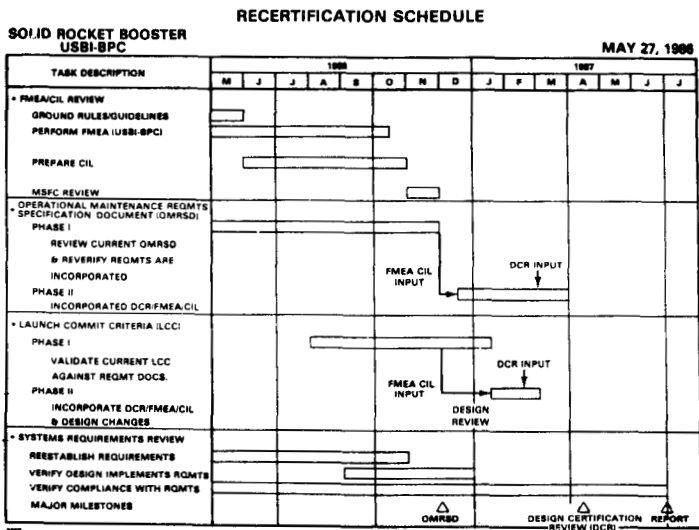 RECERTIFICATION SCHEDULE
SOLID ROCKET BOOSTER
USBI-BPC
MAY 27, 1986
TASK DESCRIPTION
1986
1987
M J J A S O N D J F M A M J J
• FMEA/CIL REVIEW
GROUND RULES/GUIDELINES
PERFORM FMEA (USBI-BPC)
PREPARE CIL
MSFC REVIEW
• OPERATIONAL MAINTENANCE REQMTS
SPECIFICATION DOCUMENT (OMRSD)
PHASE I
REVIEW CURRENT OMRSD
& REVERIFY REQMTS ARE
INCORPORATED
PHASE II
INCORPORATED DCR/FMEA/CIL
FMEA CIL
INPUT
DCR INPUT
• LAUNCH COMMIT CRITERIA (LCC)
PHASE I
VALIDATE CURRENT LCC
AGAINST REQMT DOCS.
PHASE II
INCORPORATE DCR/FMEA/CIL
& DESIGN CHANGES
FMEA CIL
INPUT
DCR INPUT
DESIGN
REVIEW
• SYSTEMS REQUIREMENTS REVIEW
REESTABLISH REQUIREMENTS
VERIFY DESIGN IMPLEMENTS RQMTS
VERIFY COMPLIANCE WITH RQMTS
MAJOR MILESTONES
OMRSD
DESIGN CERTIFICATION
REVIEW (DCR)
REPORT